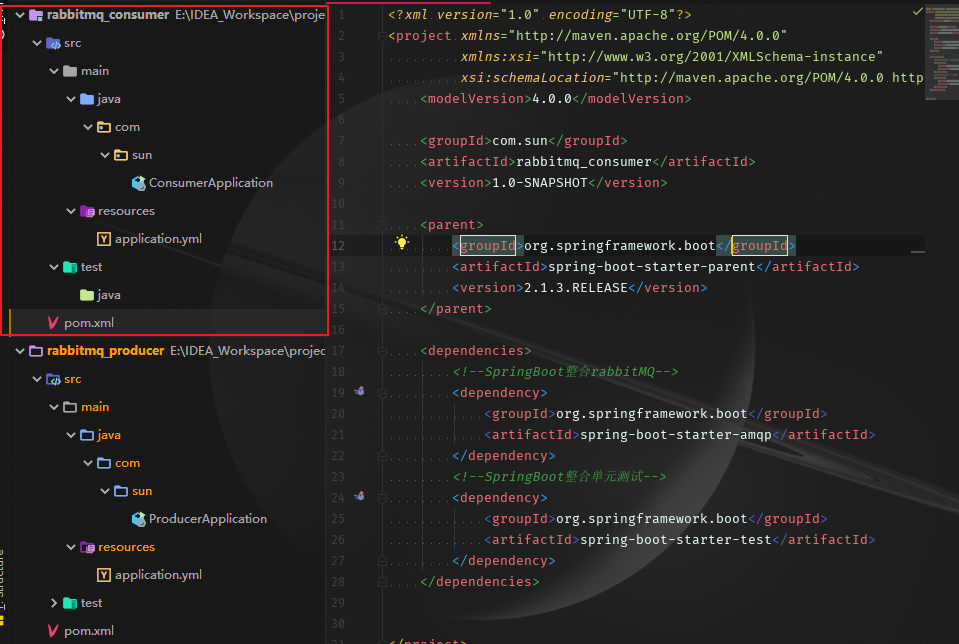 rabbitmq_consumer E:\IDEA_Workspace\proje
src
main
java
com
sun
ConsumerApplication
resources
application.yml
test
java
pom.xml
rabbitmq_producer E:\IDEA_Workspace\projec
src
main
java
com
sun
ProducerApplication
resources
application.yml
test
pom.xml
1 <?xml version="1.0" encoding="UTF-8"?>
2 <project xmlns="http://maven.apache.org/POM/4.0.0"
3 xmlns:xsi="http://www.w3.org/2001/XMLSchema-instance"
4 xsi:schemaLocation="http://maven.apache.org/POM/4.0.0 http
5 <modelVersion>4.0.0</modelVersion>
6
7 <groupId>com.sun</groupId>
8 <artifactId>rabbitmq_consumer</artifactId>
9 <version>1.0-SNAPSHOT</version>
10
11 <parent>
12 <groupId>org.springframework.boot</groupId>
13 <artifactId>spring-boot-starter-parent</artifactId>
14 <version>2.1.3.RELEASE</version>
15 </parent>
16
17 <dependencies>
18 <!--SpringBoot整合rabbitMQ-->
19 <dependency>
20 <groupId>org.springframework.boot</groupId>
21 <artifactId>spring-boot-starter-amqp</artifactId>
22 </dependency>
23 <!--SpringBoot整合单元测试-->
24 <dependency>
25 <groupId>org.springframework.boot</groupId>
26 <artifactId>spring-boot-starter-test</artifactId>
27 </dependency>
28 </dependencies>
29
30
31 </project>